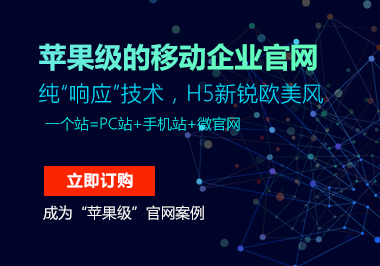 苹果级的移动企业官网
纯“响应”技术，H5新锐欧美风
一个站=PC站+手机站+微官网
立即订购
成为“苹果级”官网案例